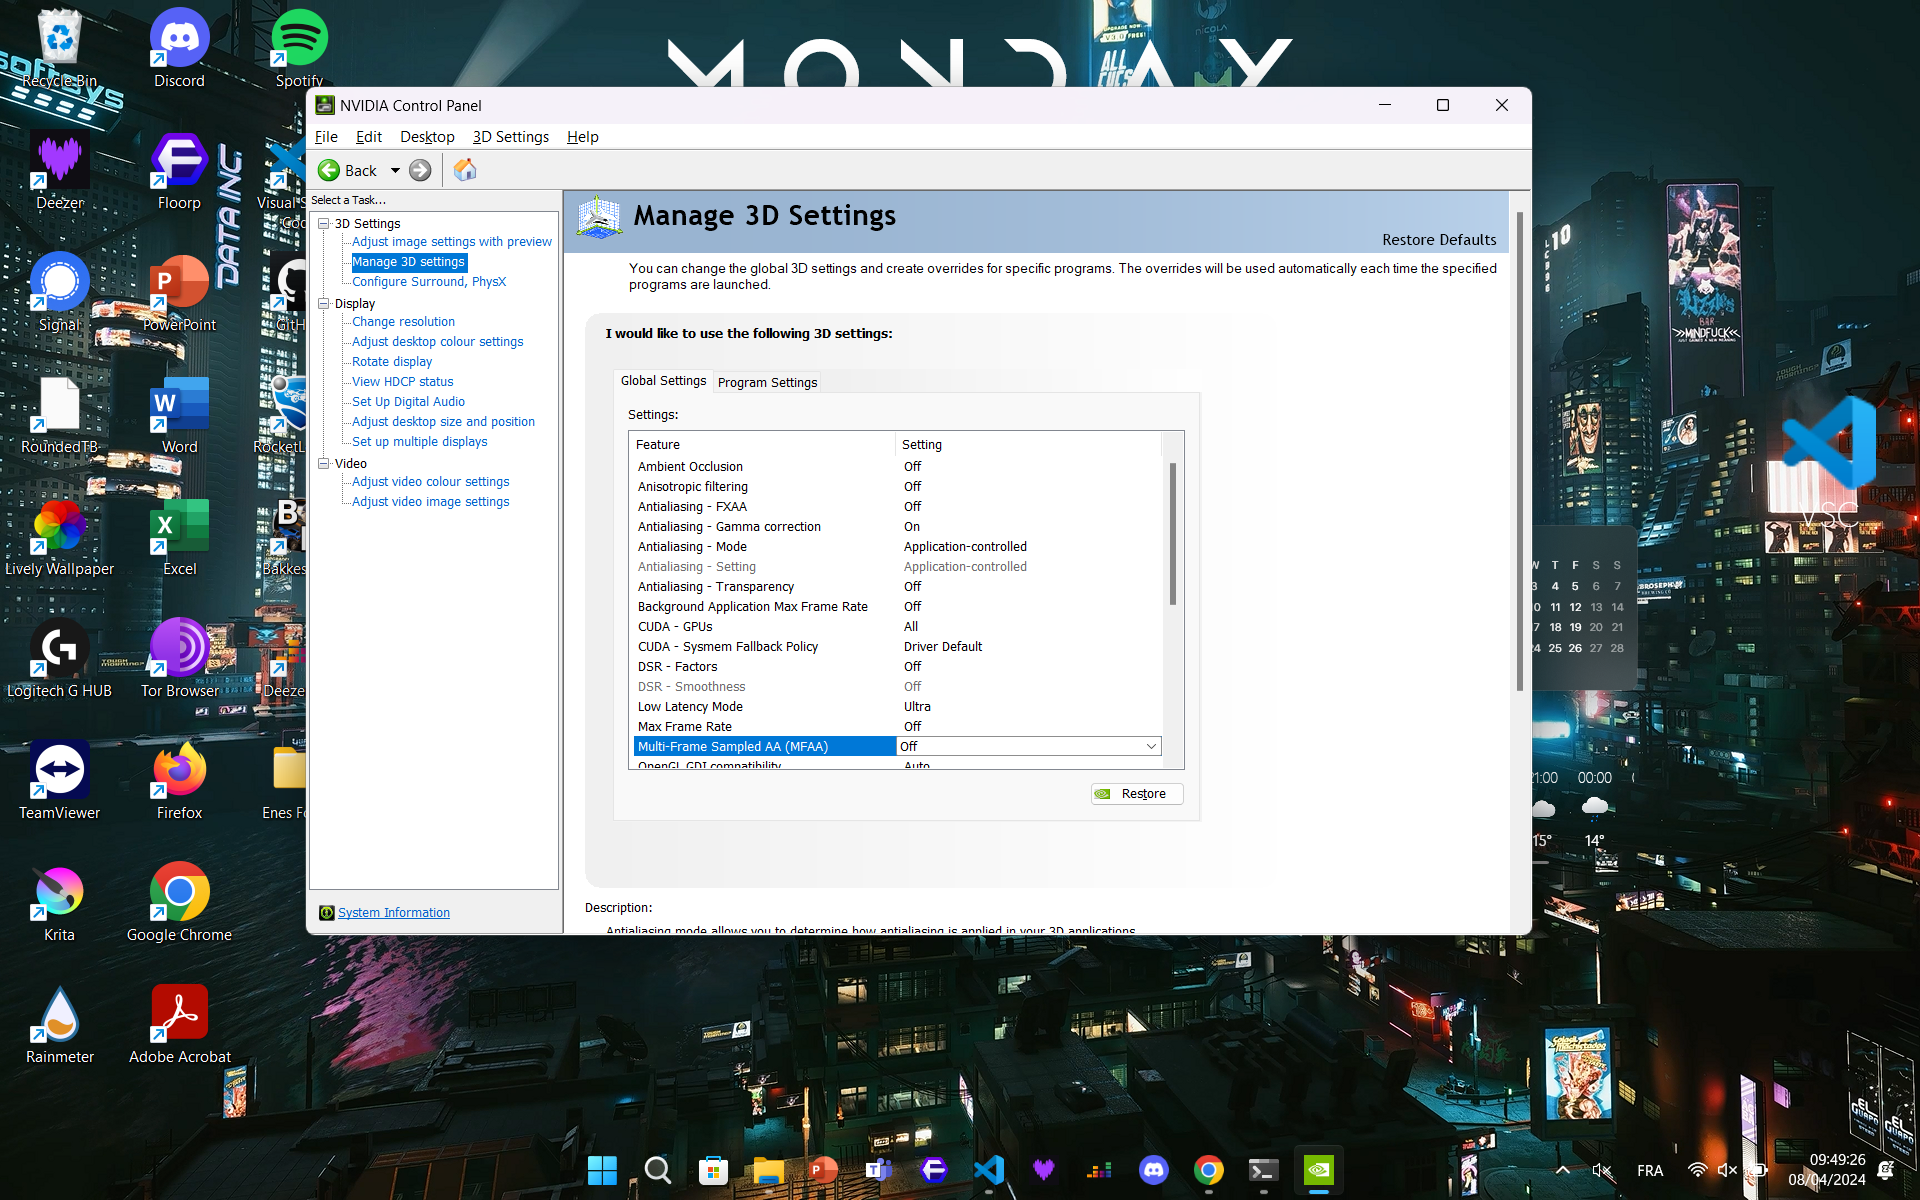 MONDAY
Recycle Bin
Discord
Spotify
Deezer
Floorp
Visual S
Signal
PowerPoint
GitH
RoundedTB
Word
RocketL
Lively Wallpaper
Excel
Bakkes
Logitech G HUB
Tor Browser
Deeze
TeamViewer
Firefox
Enes Fo
Krita
Google Chrome
Rainmeter
Adobe Acrobat
DATA INC
NVIDIA Control Panel
File Edit Desktop 3D Settings Help
Back
Select a Task...
3D Settings
Adjust image settings with preview
Manage 3D settings
Configure Surround, PhysX
Display
Change resolution
Adjust desktop colour settings
Rotate display
View HDCP status
Set Up Digital Audio
Adjust desktop size and position
Set up multiple displays
Video
Adjust video colour settings
Adjust video image settings
System Information
Manage 3D Settings
Restore Defaults
You can change the global 3D settings and create overrides for specific programs. The overrides will be used automatically each time the specified
programs are launched.
I would like to use the following 3D settings:
Global Settings Program Settings
Settings:
Feature Setting
Ambient Occlusion Off
Anisotropic filtering Off
Antialiasing - FXAA Off
Antialiasing - Gamma correction On
Antialiasing - Mode Application-controlled
Antialiasing - Setting Application-controlled
Antialiasing - Transparency Off
Background Application Max Frame Rate Off
CUDA - GPUs All
CUDA - Sysmem Fallback Policy Driver Default
DSR - Factors Off
DSR - Smoothness Off
Low Latency Mode Ultra
Max Frame Rate Off
Multi-Frame Sampled AA (MFAA) Off
OpenGL GDI compatibility Auto
Restore
Description:
Antialiasing mode allows you to determine how antialiasing is applied in your 3D applications.
MINDFUCK
BAR
VSC
W T F S S
3 4 5 6 7
0 11 12 13 14
7 18 19 20 21
24 25 26 27 28
21:00 00:00
15° 14°
EL GUAPO
EL GUAPO
FRA
09:49:26
08/04/2024